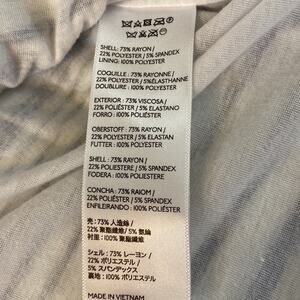 SHELL: 73% RAYON /
22% POLYESTER / 5% SPANDEX
LINING: 100% POLYESTER
COQUILLE : 73% RAYONNE /
22% POLYESTER / 5% ÉLASTHANNE
DOUBLURE : 100% POLYESTER
EXTERIOR : 73% VISCOSA /
22% POLIÉSTER / 5% ELASTANO
FORRO : 100% POLIÉSTER
OBERSTOFF : 73% RAYON /
22% POLYESTER / 5% ELASTAN
FUTTER : 100% POLYESTER
SHELL : 73% RAYON /
22% POLIESTERE / 5% SPANDEX
FODERA : 100% POLIESTERE
CONCHA : 73% RAIOM /
22% POLIÉSTER / 5% SPANDEX
ENFILEIRANDO : 100% POLIÉSTER
壳 : 73% 人造丝 /
22% 聚酯纖維 / 5% 氨綸
衬里 : 100% 聚酯纖維
シェル : 73% レーヨン /
22% ポリエステル /
5% スパンデックス
裏地 : 100% ポリエステル
MADE IN VIETNAM